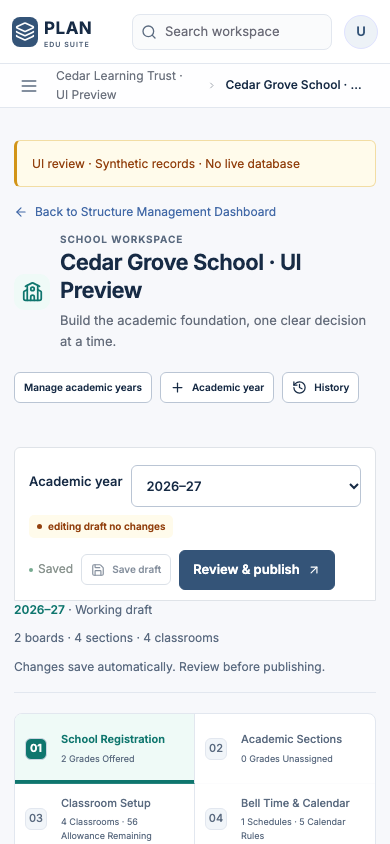 PLAN
EDU SUITE
Search workspace
U
Cedar Learning Trust ·
UI Preview
Cedar Grove School · ...
UI review · Synthetic records · No live database
Back to Structure Management Dashboard
SCHOOL WORKSPACE
Cedar Grove School · UI
Preview
Build the academic foundation, one clear decision
at a time.
Manage academic years
Academic year
History
Academic year
2026–27
editing draft no changes
Saved
Save draft
Review & publish
2026–27 · Working draft
2 boards · 4 sections · 4 classrooms
Changes save automatically. Review before publishing.
01
School Registration
2 Grades Offered
02
Academic Sections
0 Grades Unassigned
03
Classroom Setup
4 Classrooms · 56
Allowance Remaining
04
Bell Time & Calendar
1 Schedules · 5 Calendar
Rules